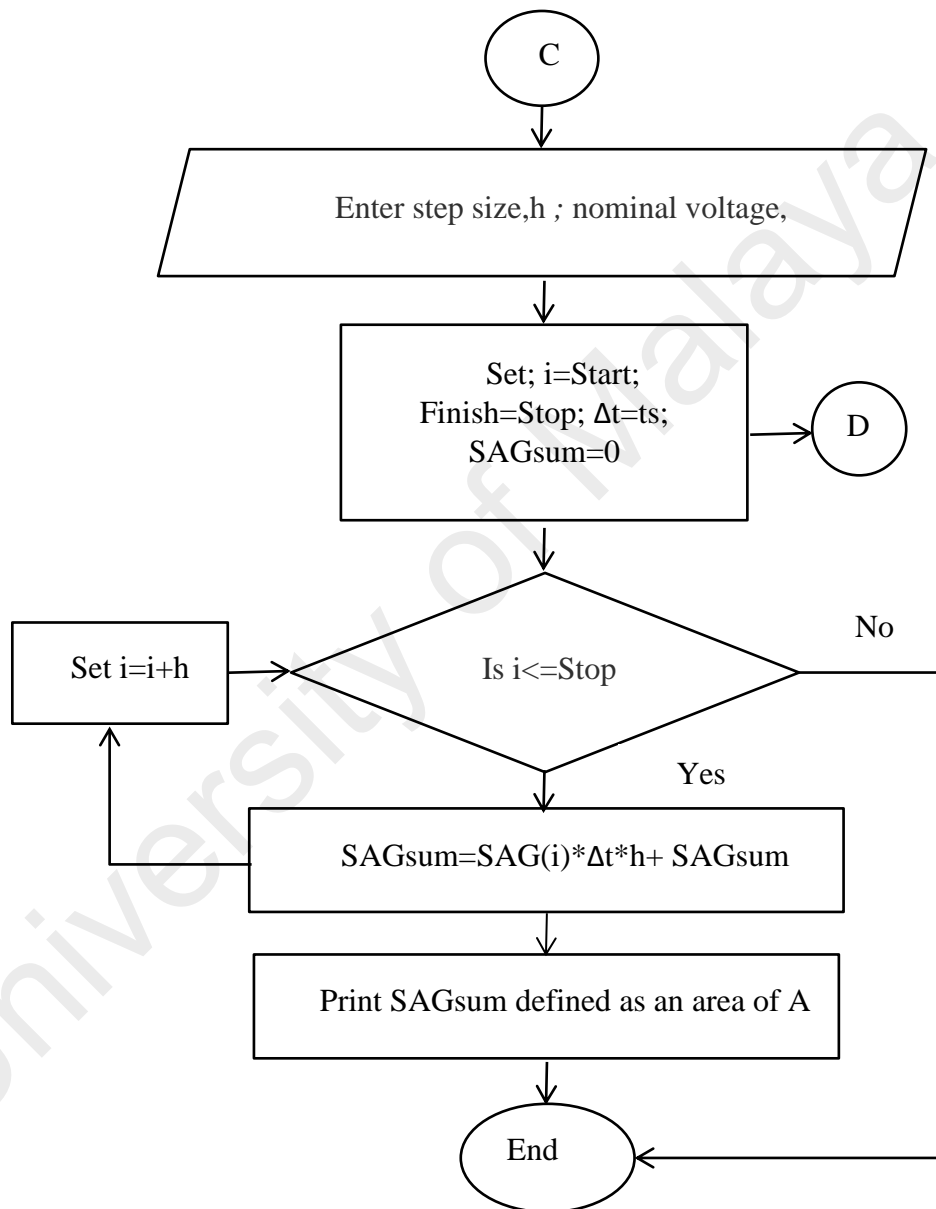 C
Enter step size,h ; nominal voltage,
Set; i=Start;
Finish=Stop; Δt=ts;
SAGsum=0
D
Set i=i+h
Is i<=Stop
No
Yes
SAGsum=SAG(i)*Δt*h+ SAGsum
Print SAGsum defined as an area of A
End
University of Malaya